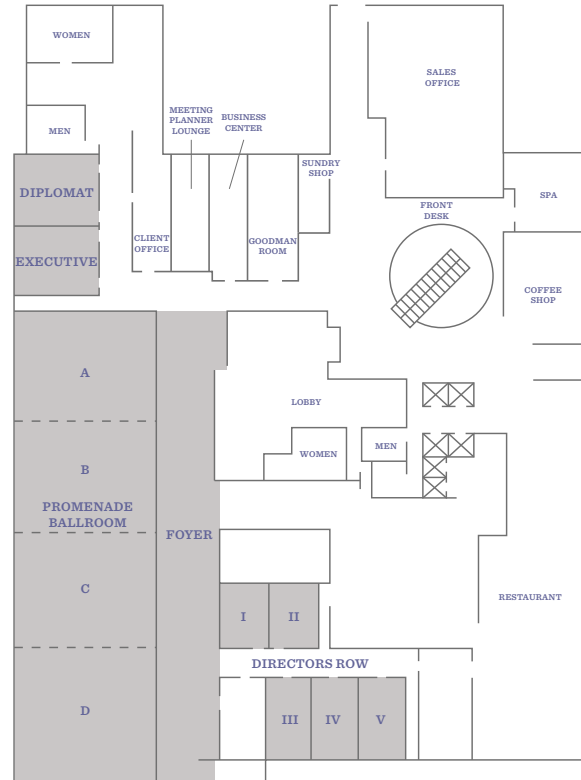 WOMEN
SALES
OFFICE
MEETING
PLANNER
LOUNGE
BUSINESS
CENTER
MEN
SUNDRY
SHOP
DIPLOMAT
SPA
FRONT
DESK
CLIENT
OFFICE
GOODMAN
ROOM
EXECUTIVE
COFFEE
SHOP
A
LOBBY
MEN
WOMEN
B
PROMENADE
BALLROOM
FOYER
C
RESTAURANT
I
II
DIRECTORS ROW
D
III
IV
V